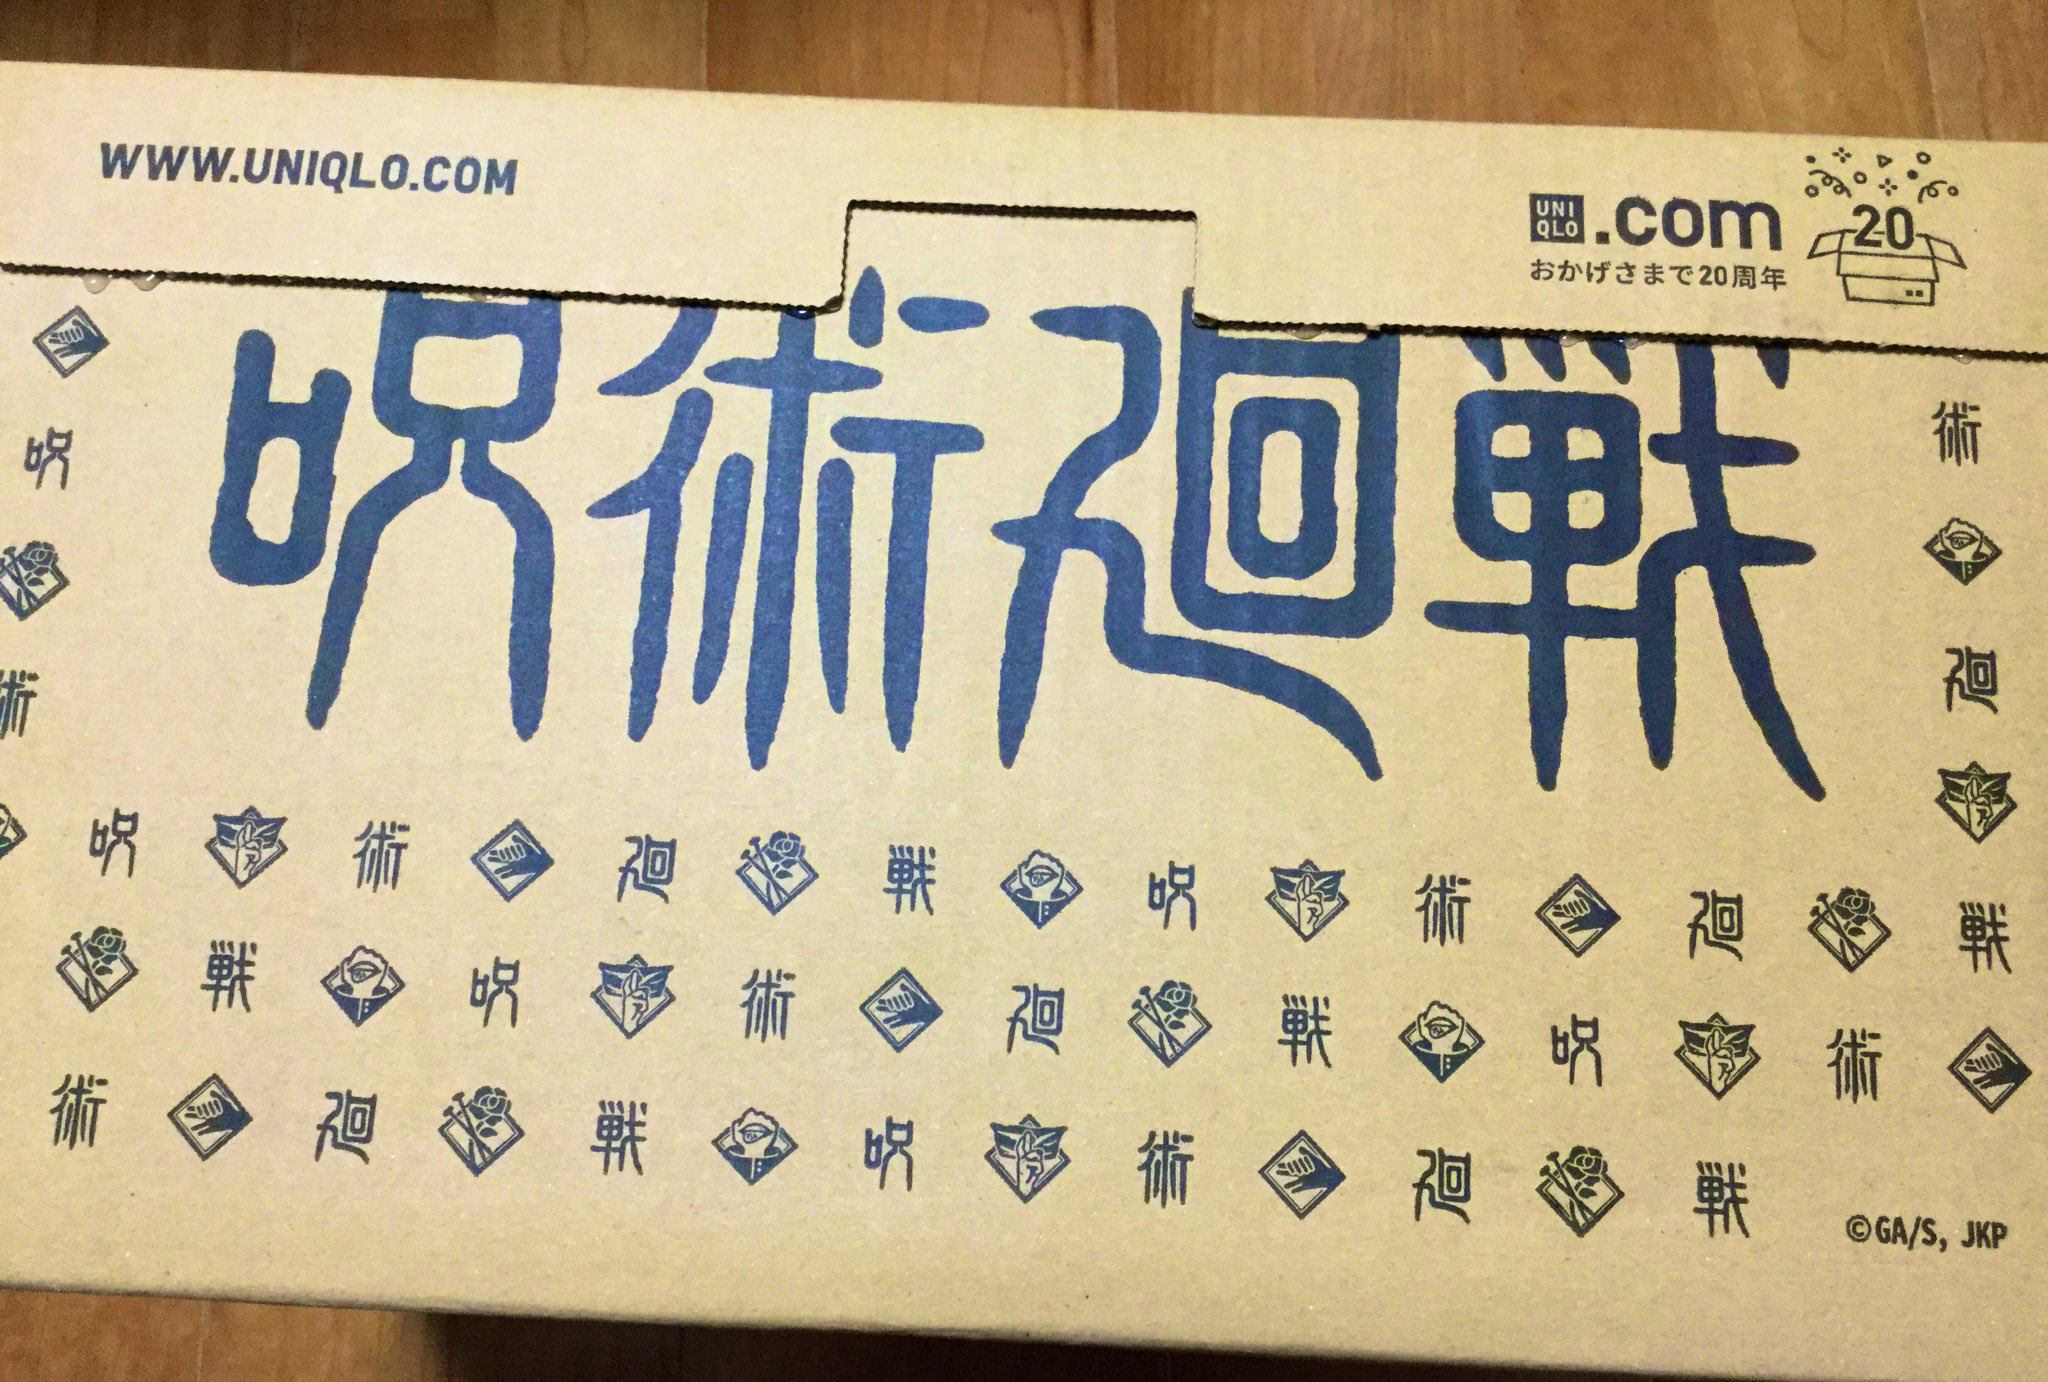 WWW.UNIQLO.COM
UNI
QLO
.com
おかげさまで20周年
20
呪術廻戦
呪
術
術
廻
呪 術 廻 戦 呪 術 廻 戦
戦 呪 術 廻 戦 呪 術
術 廻 戦 呪 術 廻 戦
©GA/S, JKP